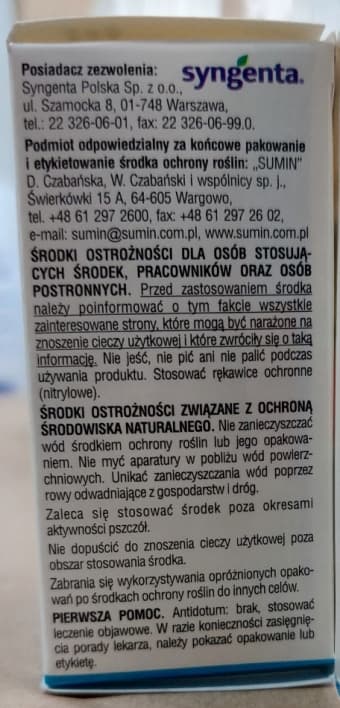 Posiadacz zezwolenia: syngenta.
Syngenta Polska Sp. z o.o.,
ul. Szamocka 8, 01-748 Warszawa,
tel.: 22 326-06-01, fax: 22 326-06-99.0.
Podmiot odpowiedzialny za końcowe pakowanie
i etykietowanie środka ochrony roślin: „SUMIN”
D. Czabańska, W. Czabański i wspólnicy sp. j.,
Świerkówki 15 A, 64-605 Wargowo,
tel. +48 61 297 2600, fax: +48 61 297 26 02,
e-mail: sumin@sumin.com.pl, www.sumin.com.pl
ŚRODKI OSTROŻNOŚCI DLA OSÓB STOSUJĄ-
CYCH ŚRODEK, PRACOWNIKÓW ORAZ OSÓB
POSTRONNYCH. Przed zastosowaniem środka
należy poinformować o tym fakcie wszystkie
zainteresowane strony, które mogą być narażone na
znoszenie cieczy użytkowej i które zwróciły się o taką
informację. Nie jeść, nie pić ani nie palić podczas
używania produktu. Stosować rękawice ochronne
(nitrylowe).
ŚRODKI OSTROŻNOŚCI ZWIĄZANE Z OCHRONĄ
ŚRODOWISKA NATURALNEGO. Nie zanieczyszczać
wód środkiem ochrony roślin lub jego opakowa-
niem. Nie myć aparatury w pobliżu wód powierz-
chniowych. Unikać zanieczyszczania wód poprzez
rowy odwadniające z gospodarstw i dróg.
Zaleca się stosować środek poza okresami
aktywności pszczół.
Nie dopuścić do znoszenia cieczy użytkowej poza
obszar stosowania środka.
Zabrania się wykorzystywania opróżnionych opako-
wań po środkach ochrony roślin do innych celów.
PIERWSZA POMOC. Antidotum: brak, stosować
leczenie objawowe. W razie konieczności zasięgnię-
cia porady lekarza, należy pokazać opakowanie lub
etykietę.